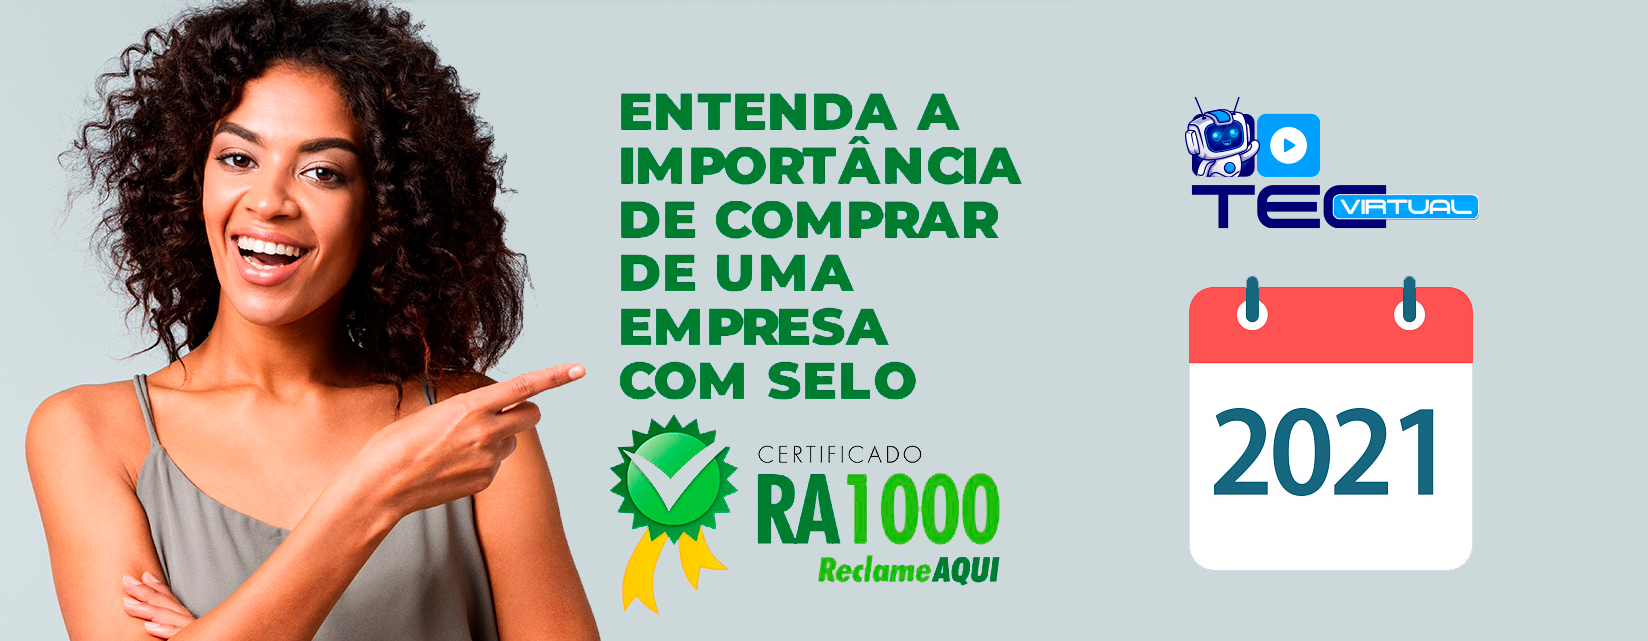 ENTENDA A
IMPORTÂNCIA
DE COMPRAR
DE UMA
EMPRESA
COM SELO
CERTIFICADO
RA1000
ReclameAQUI
TEC VIRTUAL
2021